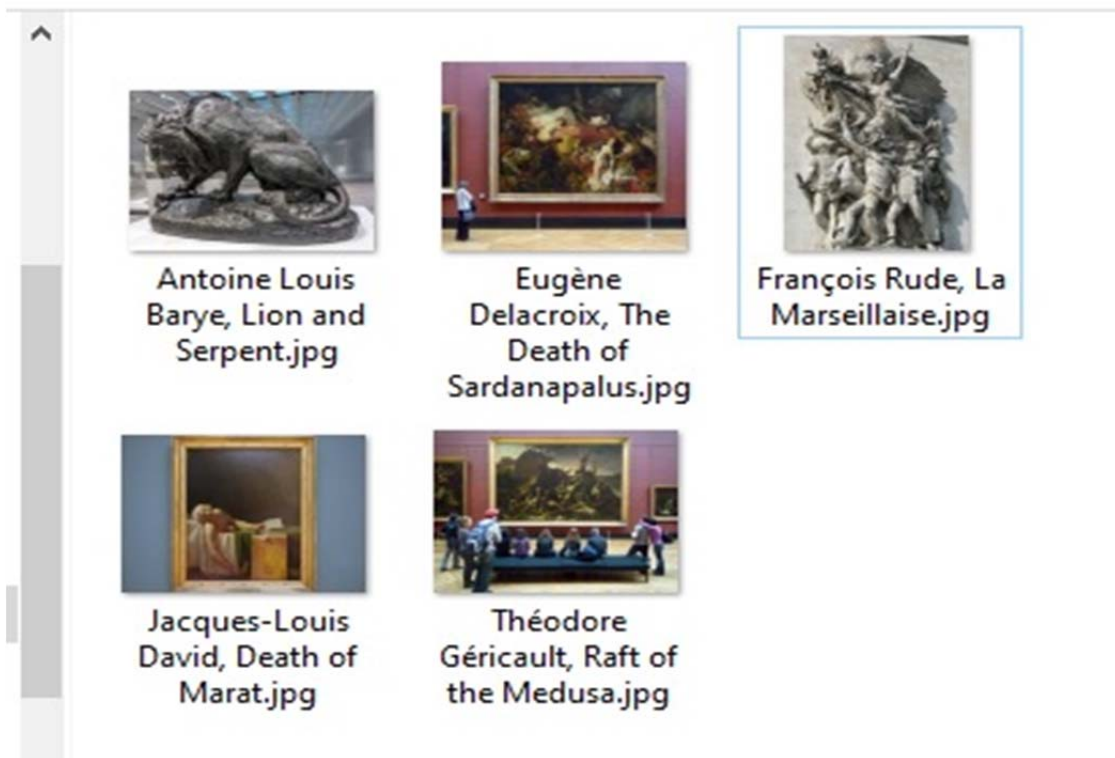 Antoine Louis
Barye, Lion and
Serpent.jpg
Eugène
Delacroix, The
Death of
Sardanapalus.jpg
François Rude, La
Marseillaise.jpg
Jacques-Louis
David, Death of
Marat.jpg
Théodore
Géricault, Raft of
the Medusa.jpg